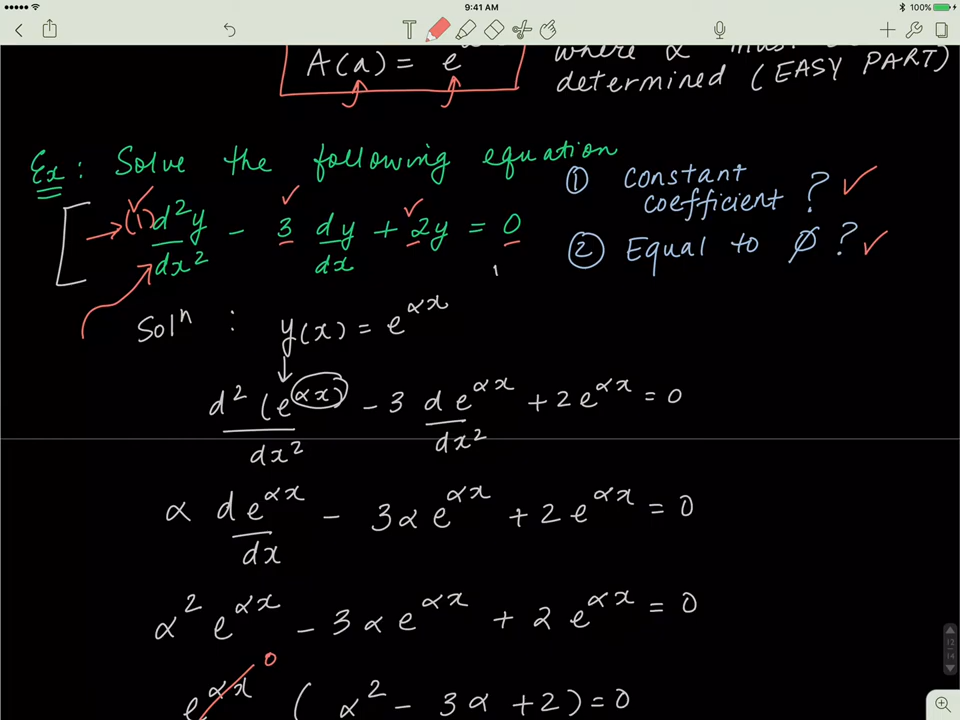 9:41 AM
100%
T
A(a) = e
where α
determined (EASY PART)
Ex : Solve the following equation
(1) d²y/dx² - 3 dy/dx + 2y = 0
① Constant coefficient ? ✓
② Equal to ∅ ? ✓
Solⁿ : y(x) = e^αx
d²(e^αx)/dx² - 3 de^αx/dx² + 2e^αx = 0
α de^αx/dx - 3α e^αx + 2 e^αx = 0
α² e^αx - 3α e^αx + 2 e^αx = 0
e^αx 0 (α² - 3α + 2) = 0